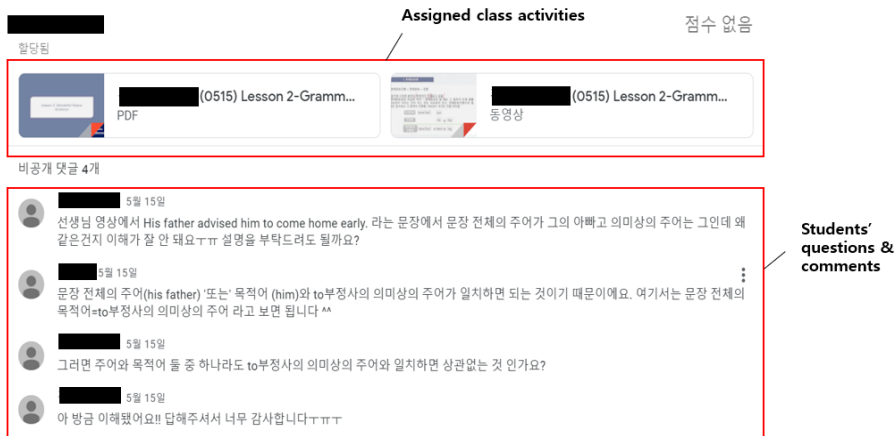 Assigned class activities
점수 없음
할당됨
(0515) Lesson 2-Gramm...
PDF
(0515) Lesson 2-Gramm...
동영상
비공개 댓글 4개
5월 15일
선생님 영상에서 His father advised him to come home early. 라는 문장에서 문장 전체의 주어가 그의 아빠고 의미상의 주어는 그인데 왜
같은건지 이해가 잘 안 돼요ㅜㅠ 설명을 부탁드려도 될까요?
5월 15일
문장 전체의 주어(his father) '또는' 목적어 (him)와 to부정사의 의미상의 주어가 일치하면 되는 것이기 때문이에요. 여기서는 문장 전체의
목적어=to부정사의 의미상의 주어 라고 보면 됩니다 ^^
5월 15일
그러면 주어와 목적어 둘 중 하나라도 to부정사의 의미상의 주어와 일치하면 상관없는 것 인가요?
5월 15일
아 방금 이해됐어요!! 답해주셔서 너무 감사합니다ㅜㅠㅜ
Students'
questions &
comments